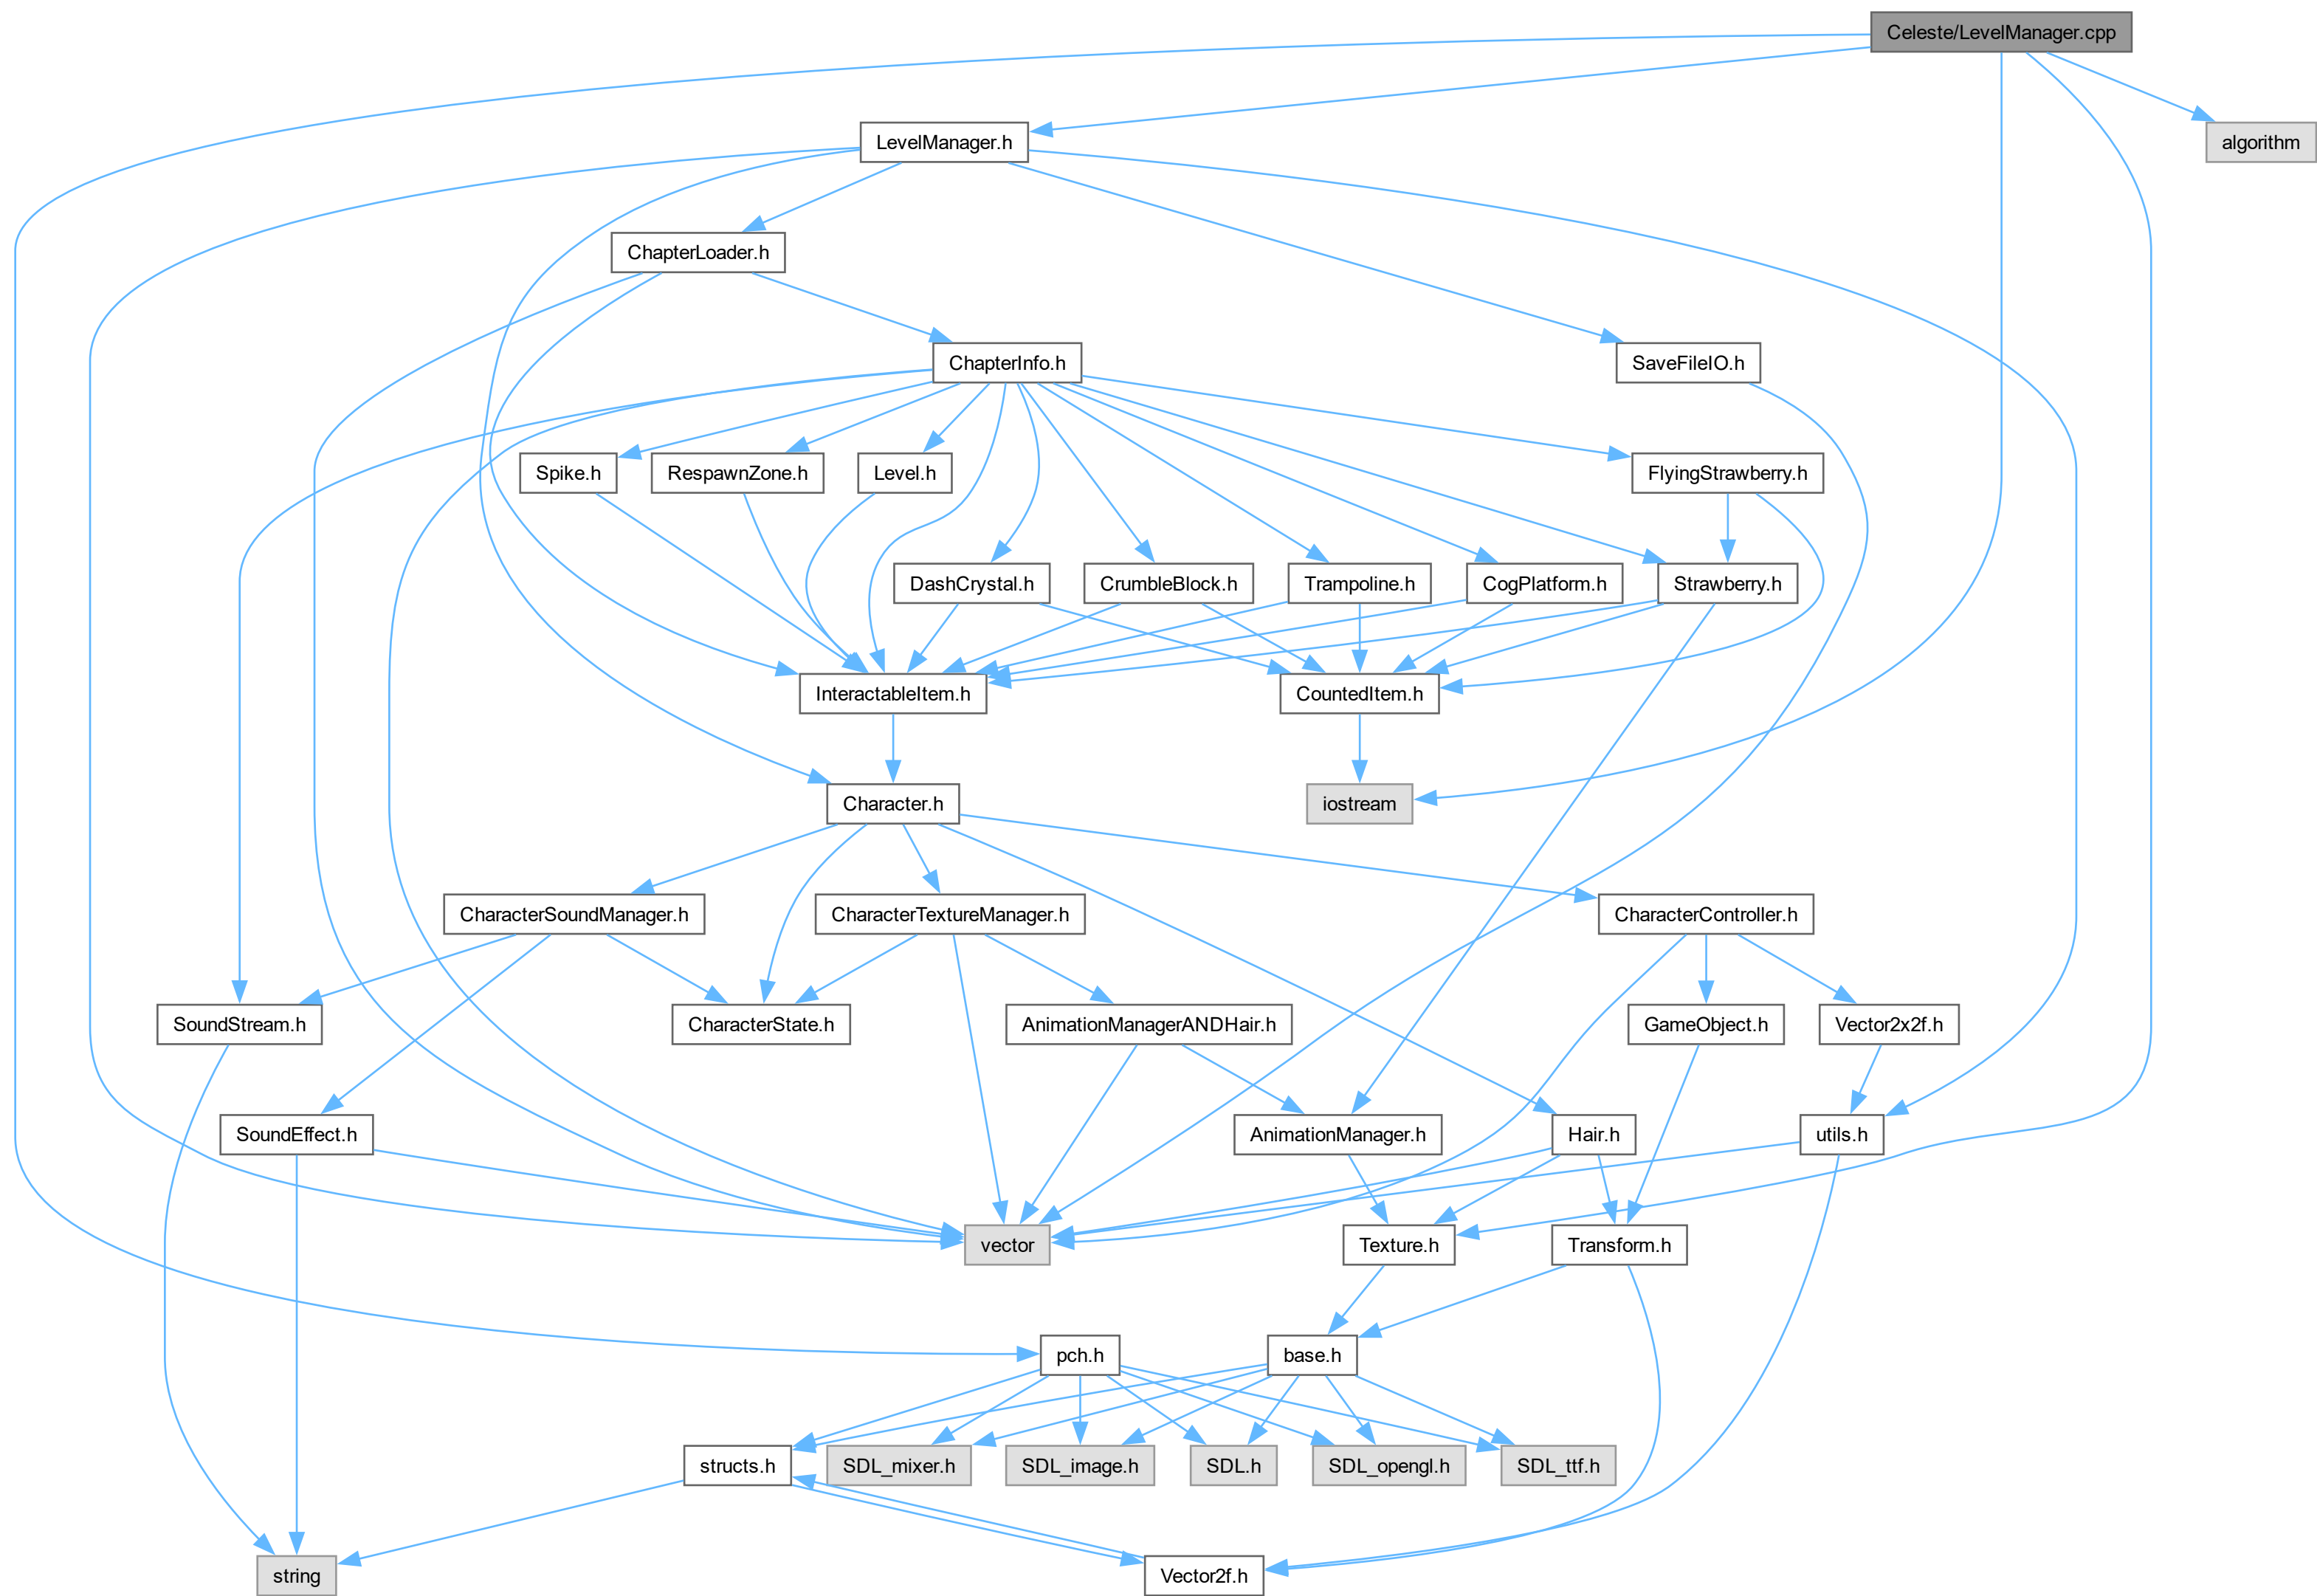 Celeste/LevelManager.cpp
LevelManager.h
algorithm
ChapterLoader.h
ChapterInfo.h
SaveFileIO.h
Spike.h
RespawnZone.h
Level.h
FlyingStrawberry.h
DashCrystal.h
CrumbleBlock.h
Trampoline.h
CogPlatform.h
Strawberry.h
InteractableItem.h
CountedItem.h
Character.h
iostream
CharacterSoundManager.h
CharacterTextureManager.h
CharacterController.h
SoundStream.h
CharacterState.h
AnimationManagerANDHair.h
GameObject.h
Vector2x2f.h
SoundEffect.h
AnimationManager.h
Hair.h
utils.h
vector
Texture.h
Transform.h
pch.h
base.h
structs.h
SDL_mixer.h
SDL_image.h
SDL.h
SDL_opengl.h
SDL_ttf.h
string
Vector2f.h